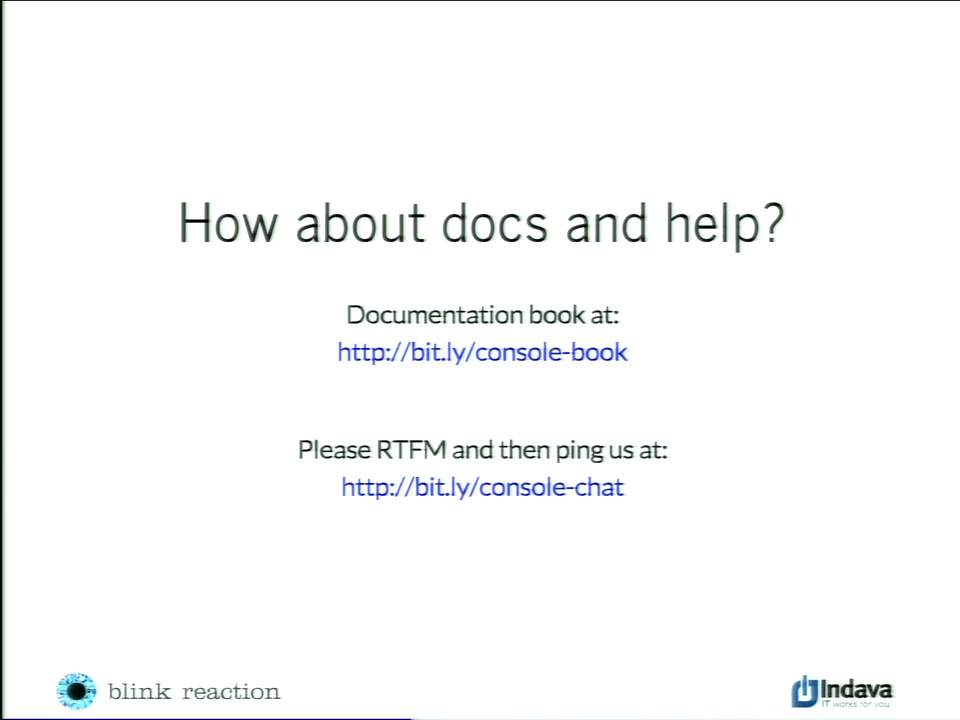 How about docs and help?
Documentation book at:
http://bit.ly/console-book
Please RTFM and then ping us at:
http://bit.ly/console-chat
blink reaction
Indava
IT works for you